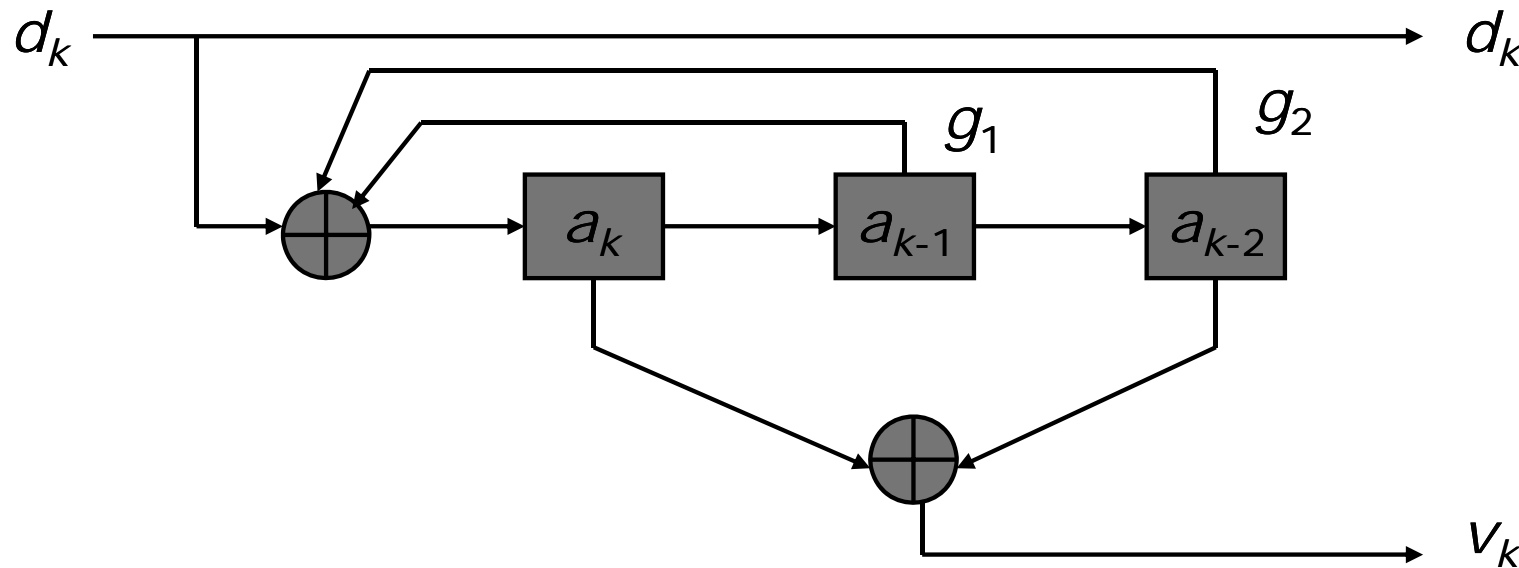 dₖ dₖ
g₁ g₂
aₖ aₖ₋₁ aₖ₋₂
vₖ